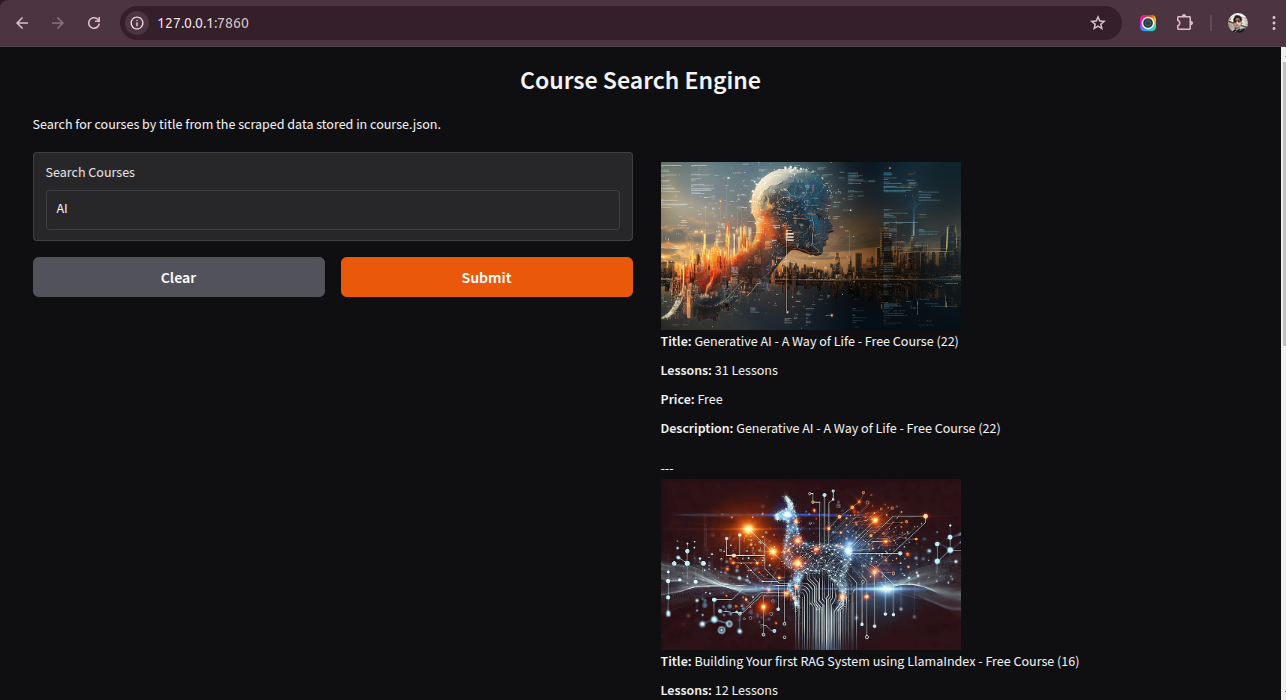 127.0.0.1:7860
Course Search Engine
Search for courses by title from the scraped data stored in course.json.
Search Courses
AI
Clear
Submit
Title: Generative AI - A Way of Life - Free Course (22)
Lessons: 31 Lessons
Price: Free
Description: Generative AI - A Way of Life - Free Course (22)
---
Title: Building Your first RAG System using LlamaIndex - Free Course (16)
Lessons: 12 Lessons